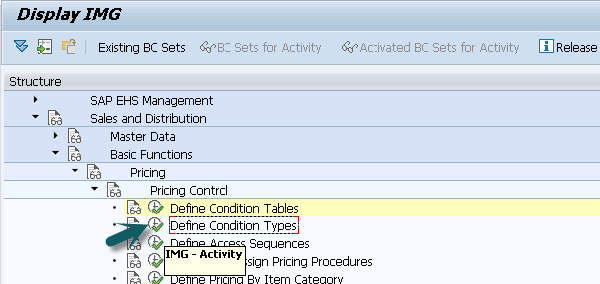 Display IMG
Existing BC Sets BC Sets for Activity Activated BC Sets for Activity Release
Structure
SAP EHS Management
Sales and Distribution
Master Data
Basic Functions
Pricing
Pricing Control
Define Condition Tables
Define Condition Types
Define Access Sequences
IMG - Activity
ssign Pricing Procedures
Define Pricing By Item Category